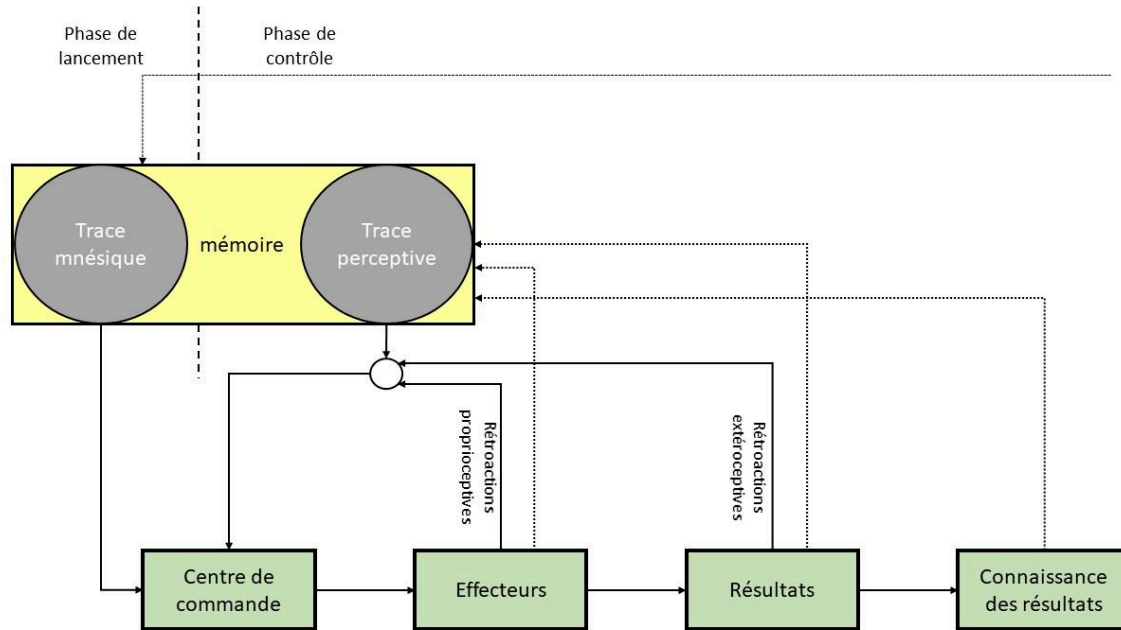 Phase de
lancement
Phase de
contrôle
Trace
mnésique
mémoire
Trace
perceptive
Rétroactions
proprioceptives
Rétroactions
extéroceptives
Centre de
commande
Effecteurs
Résultats
Connaissance
des résultats